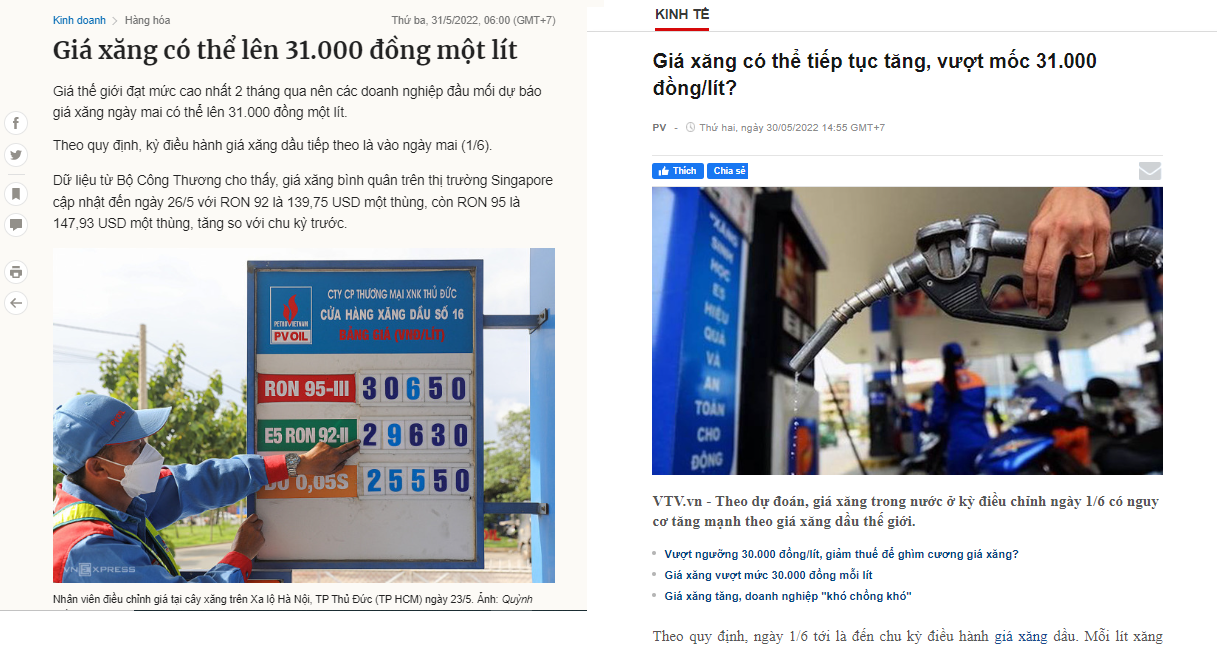 Kinh doanh > Hàng hóa
Thứ ba, 31/5/2022, 06:00 (GMT+7)
Giá xăng có thể lên 31.000 đồng một lít
Giá thế giới đạt mức cao nhất 2 tháng qua nên các doanh nghiệp đầu mối dự báo
giá xăng ngày mai có thể lên 31.000 đồng một lít.
Theo quy định, kỳ điều hành giá xăng dầu tiếp theo là vào ngày mai (1/6).
Dữ liệu từ Bộ Công Thương cho thấy, giá xăng bình quân trên thị trường Singapore
cập nhật đến ngày 26/5 với RON 92 là 139,75 USD một thùng, còn RON 95 là
147,93 USD một thùng, tăng so với chu kỳ trước.
PETROVIETNAM
PV OIL
CTY CP THƯƠNG MẠI XNK THỦ ĐỨC
CỬA HÀNG XĂNG DẦU SỐ 16
BẢNG GIÁ (VNĐ/LÍT)
RON 95-III 30650
E5 RON 92-II 29630
DO 0,05S 25550
VNEXPRESS
Nhân viên điều chỉnh giá tại cây xăng trên Xa lộ Hà Nội, TP Thủ Đức (TP HCM) ngày 23/5. Ảnh: Quỳnh
KINH TẾ
Giá xăng có thể tiếp tục tăng, vượt mốc 31.000
đồng/lít?
PV - Thứ hai, ngày 30/05/2022 14:55 GMT+7
Thích
Chia sẻ
XĂNG
SINH
HỌC
E5
HIỆU
QUẢ
VÀ
AN
TOÀN
CHO
ĐỘNG
VTV.vn - Theo dự đoán, giá xăng trong nước ở kỳ điều chỉnh ngày 1/6 có nguy
cơ tăng mạnh theo giá xăng dầu thế giới.
Vượt ngưỡng 30.000 đồng/lít, giảm thuế để ghìm cương giá xăng?
Giá xăng vượt mức 30.000 đồng mỗi lít
Giá xăng tăng, doanh nghiệp "khó chồng khó"
Theo quy định, ngày 1/6 tới là đến chu kỳ điều hành giá xăng dầu. Mỗi lít xăng